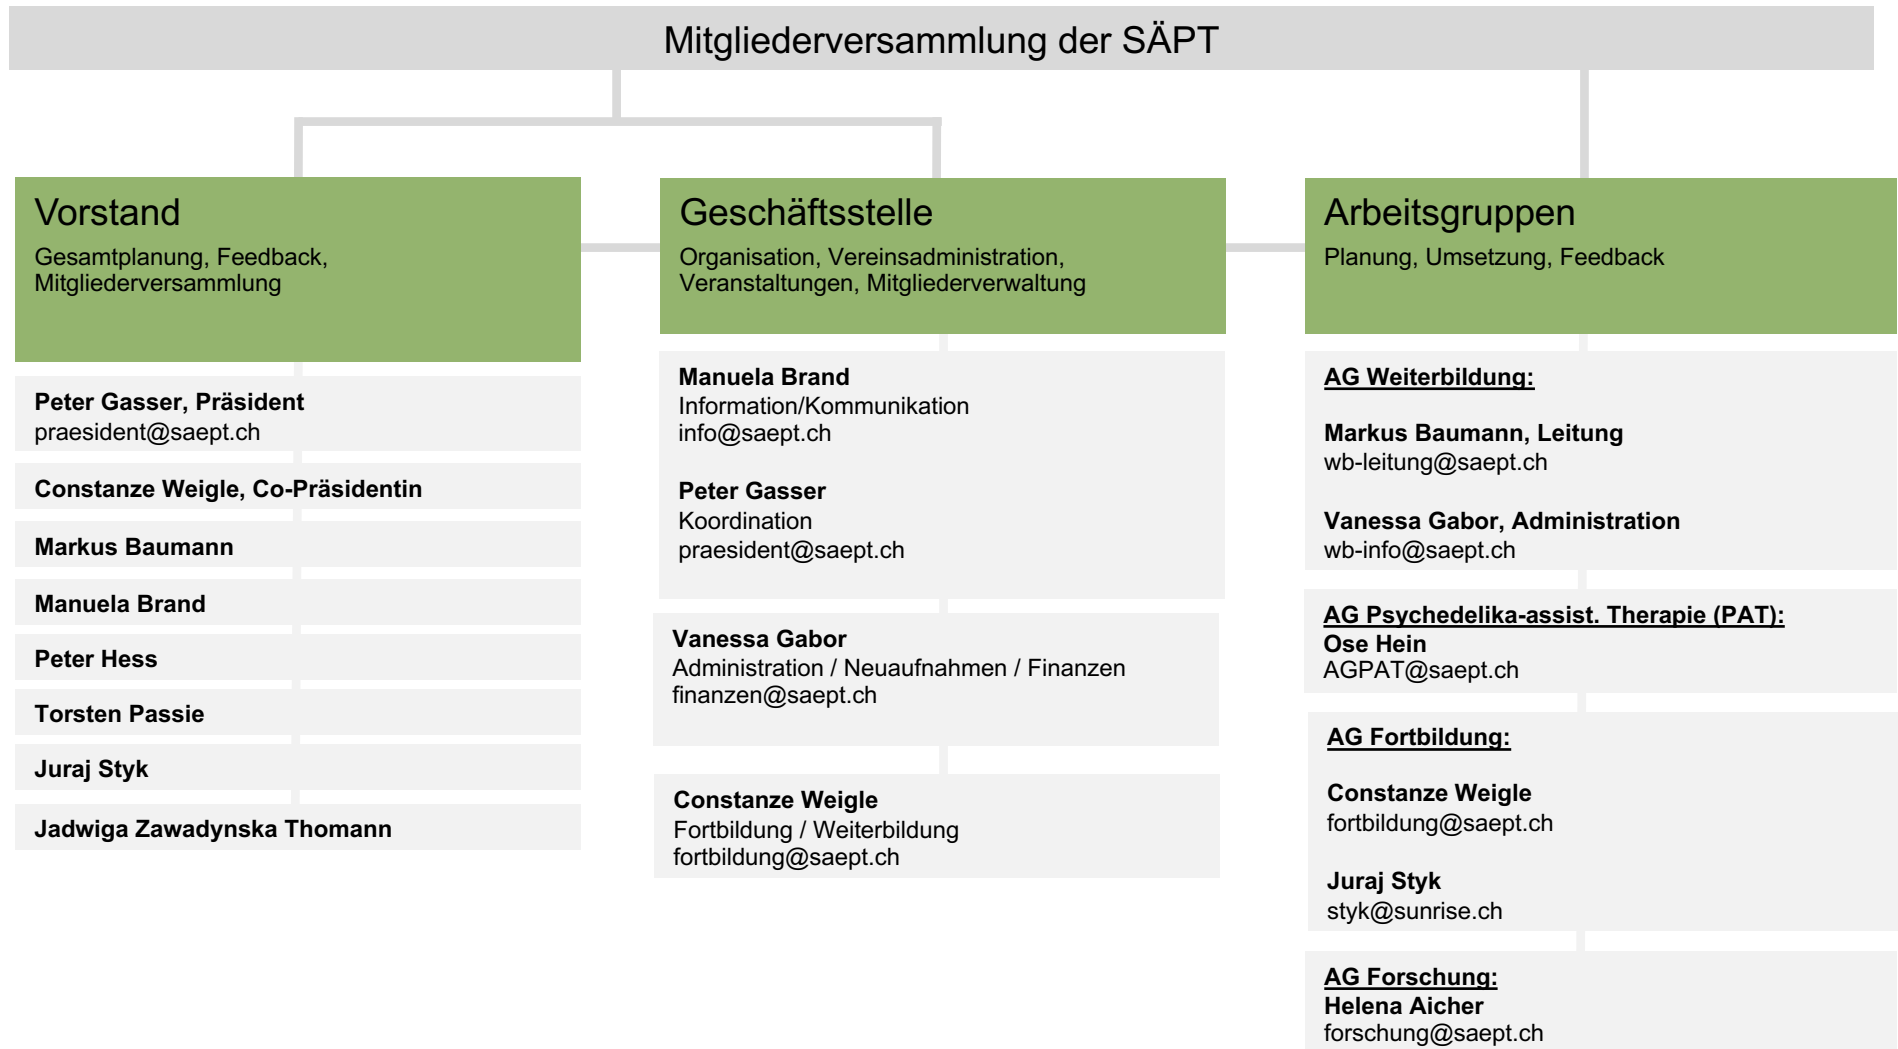 Mitgliederversammlung der SÄPT
Vorstand
Gesamtplanung, Feedback,
Mitgliederversammlung
Peter Gasser, Präsident
praesident@saept.ch
Constanze Weigle, Co-Präsidentin
Markus Baumann
Manuela Brand
Peter Hess
Torsten Passie
Juraj Styk
Jadwiga Zawadynska Thomann
Geschäftsstelle
Organisation, Vereinsadministration,
Veranstaltungen, Mitgliederverwaltung
Manuela Brand
Information/Kommunikation
info@saept.ch
Peter Gasser
Koordination
praesident@saept.ch
Vanessa Gabor
Administration / Neuaufnahmen / Finanzen
finanzen@saept.ch
Constanze Weigle
Fortbildung / Weiterbildung
fortbildung@saept.ch
Arbeitsgruppen
Planung, Umsetzung, Feedback
AG Weiterbildung:
Markus Baumann, Leitung
wb-leitung@saept.ch
Vanessa Gabor, Administration
wb-info@saept.ch
AG Psychedelika-assist. Therapie (PAT):
Ose Hein
AGPAT@saept.ch
AG Fortbildung:
Constanze Weigle
fortbildung@saept.ch
Juraj Styk
styk@sunrise.ch
AG Forschung:
Helena Aicher
forschung@saept.ch